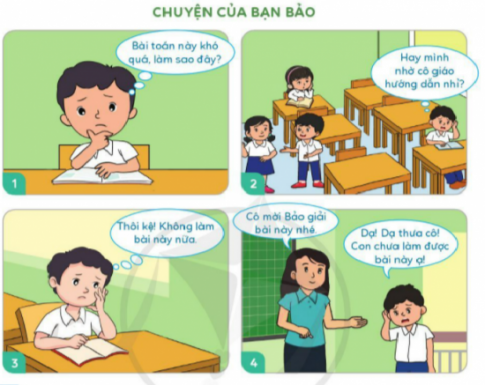 CHUYỆN CỦA BẠN BẢO
Bài toán này khó
quá, làm sao đây?
1
Hay mình
nhờ cô giáo
hướng dẫn nhỉ?
2
Thôi kệ! Không làm
bài này nữa.
3
Cô mời Bảo giải
bài này nhé.
Dạ! Dạ thưa cô!
Con chưa làm được
bài này ạ!
4